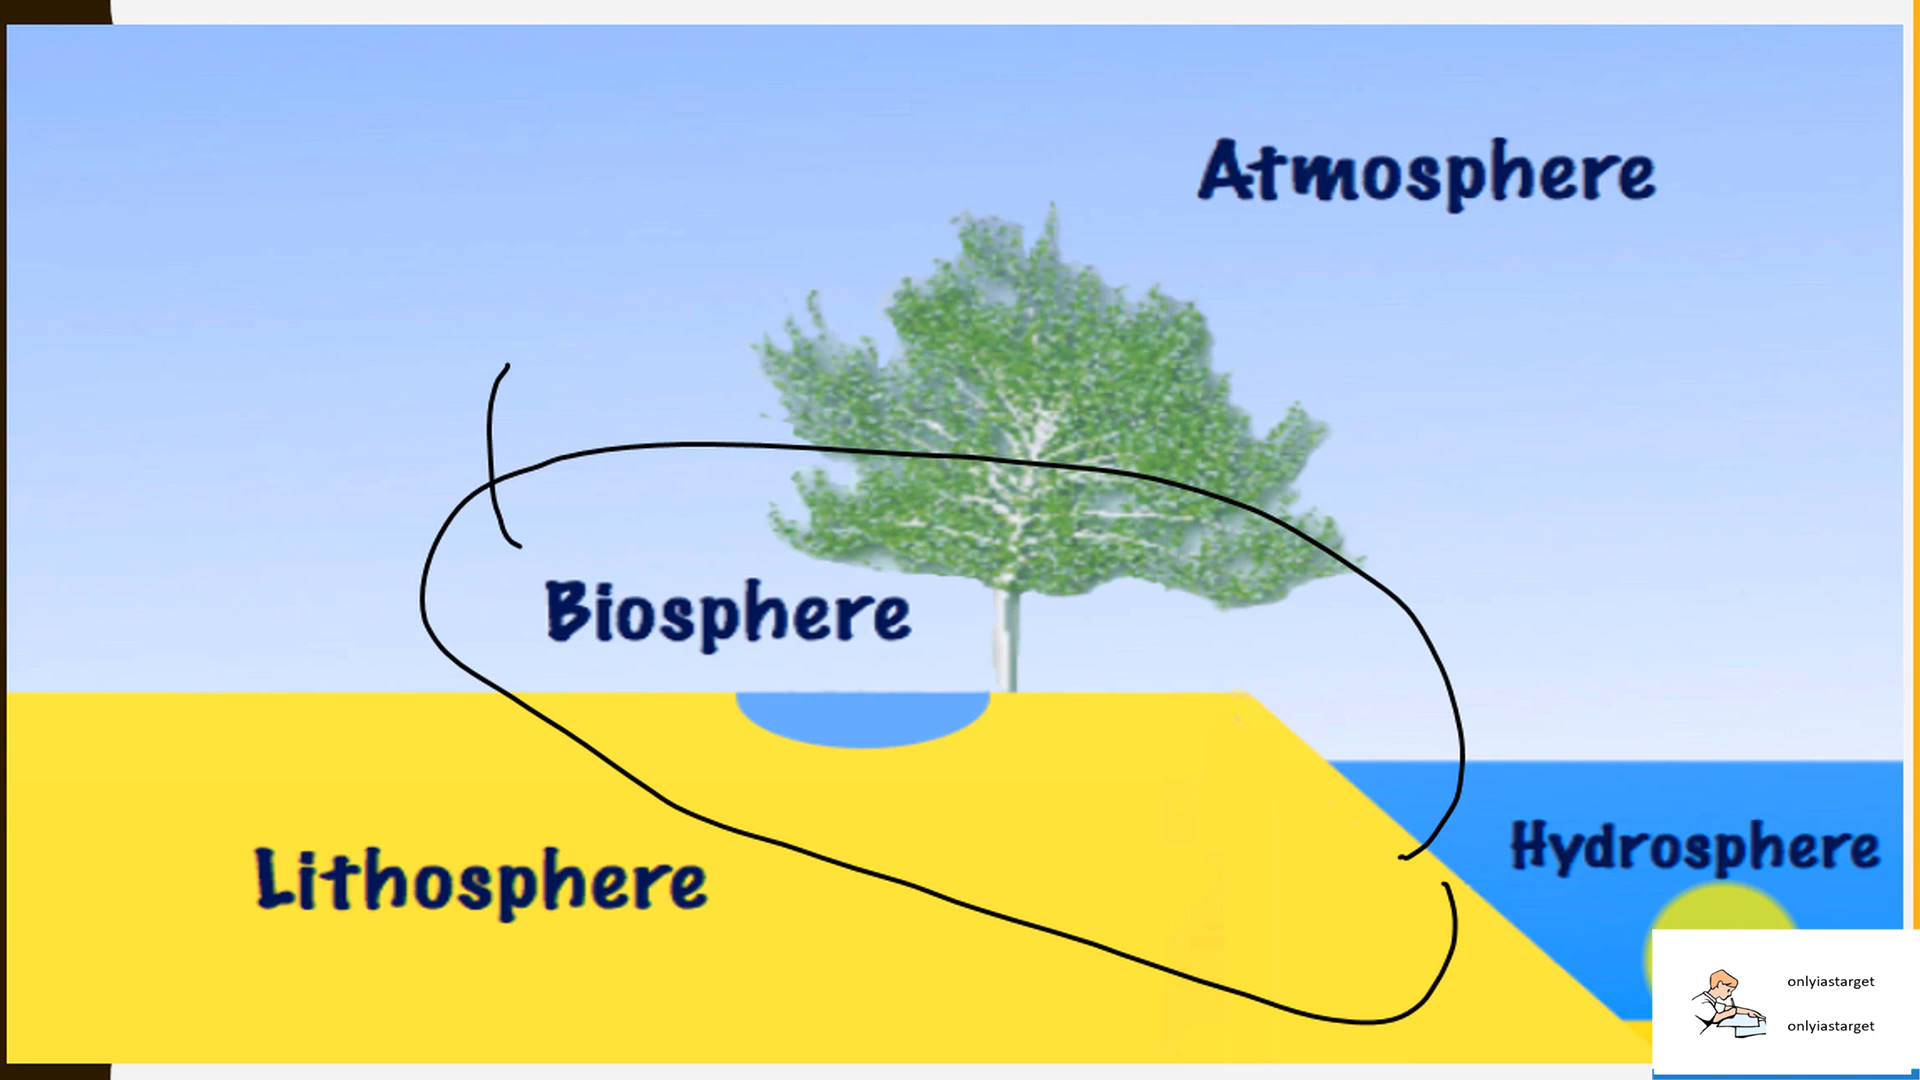 Atmosphere
Biosphere
Hydrosphere
Lithosphere
onlyiastarget
onlyiastarget